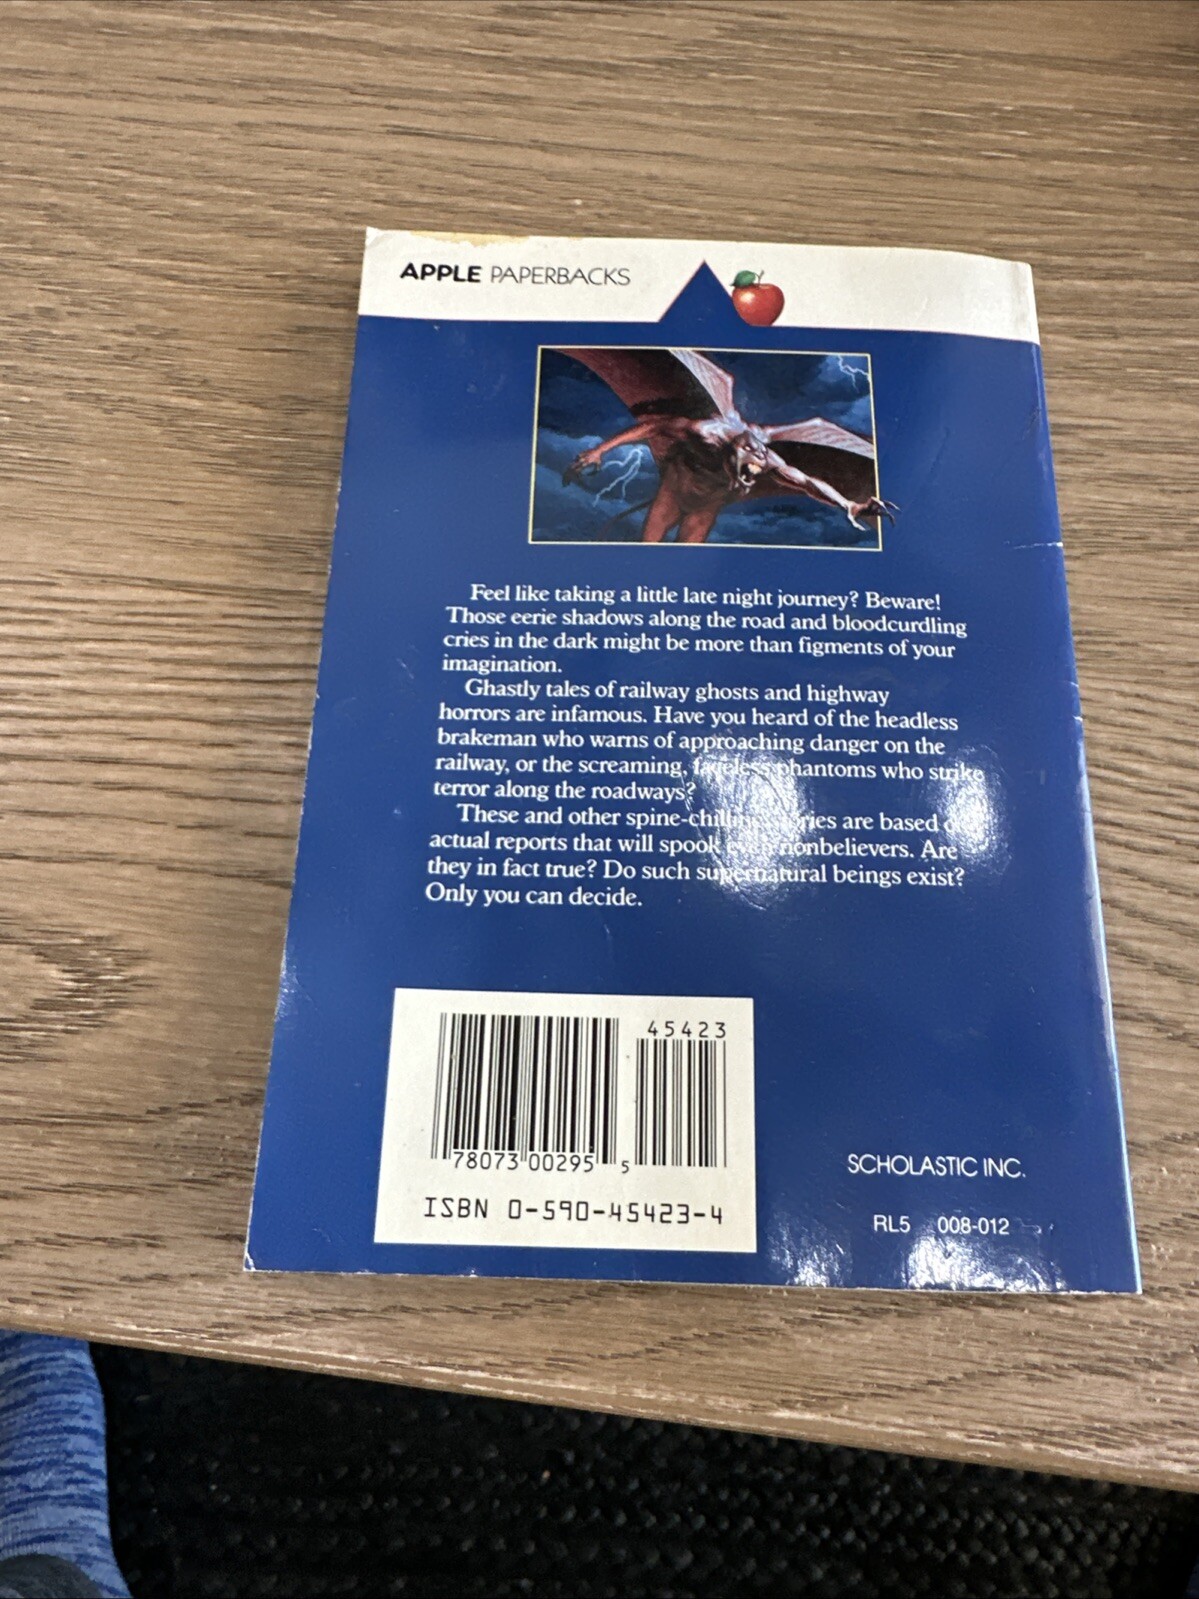 APPLE PAPERBACKS
Feel like taking a little late night journey? Beware!
Those eerie shadows along the road and bloodcurdling
cries in the dark might be more than figments of your
imagination.
Ghastly tales of railway ghosts and highway
horrors are infamous. Have you heard of the headless
brakeman who warns of approaching danger on the
railway, or the screaming, faceless phantoms who strike
terror along the roadways?
These and other spine-chilling stories are based on
actual reports that will spook even nonbelievers. Are
they in fact true? Do such supernatural beings exist?
Only you can decide.
45423
78073 00295 5
ISBN 0-590-45423-4
SCHOLASTIC INC.
RL5 008-012